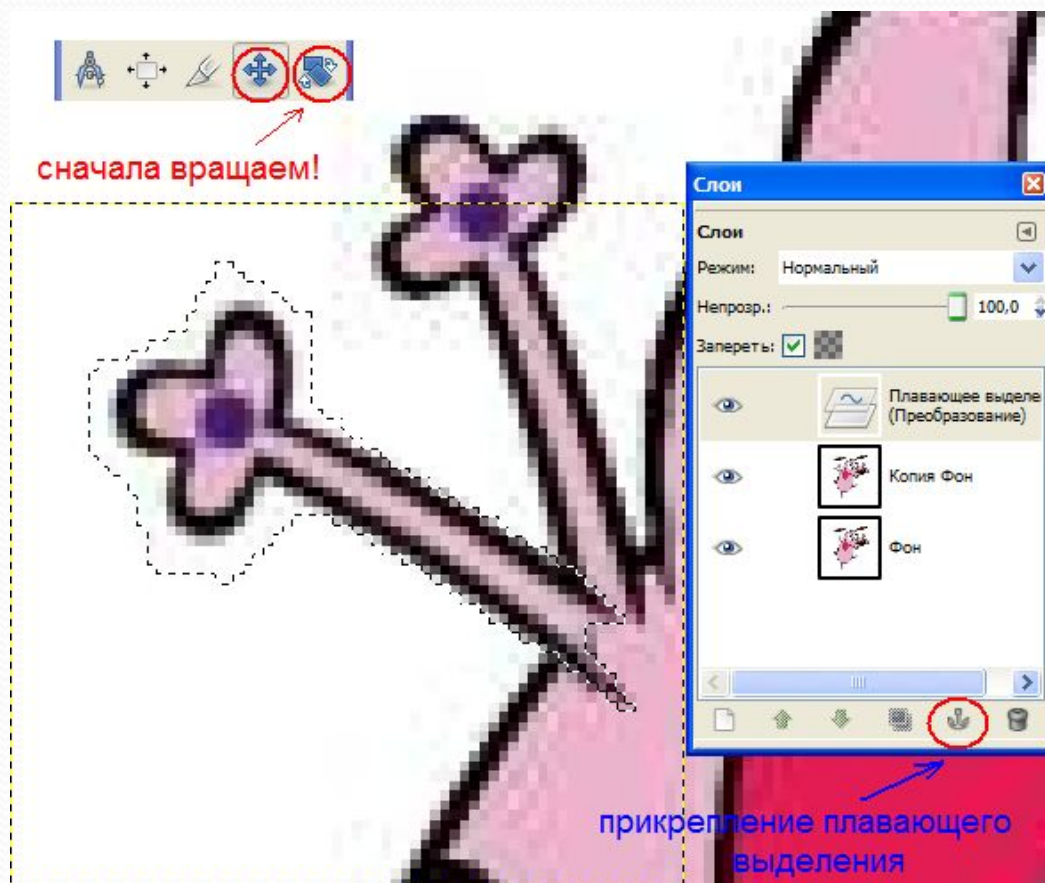 сначала вращаем!
Слои
Слои
Режим: Нормальный
Непрозр.: 100,0
Запереть:
Плавающее выделе
(Преобразование)
Копия Фон
Фон
прикрепление плавающего
выделения